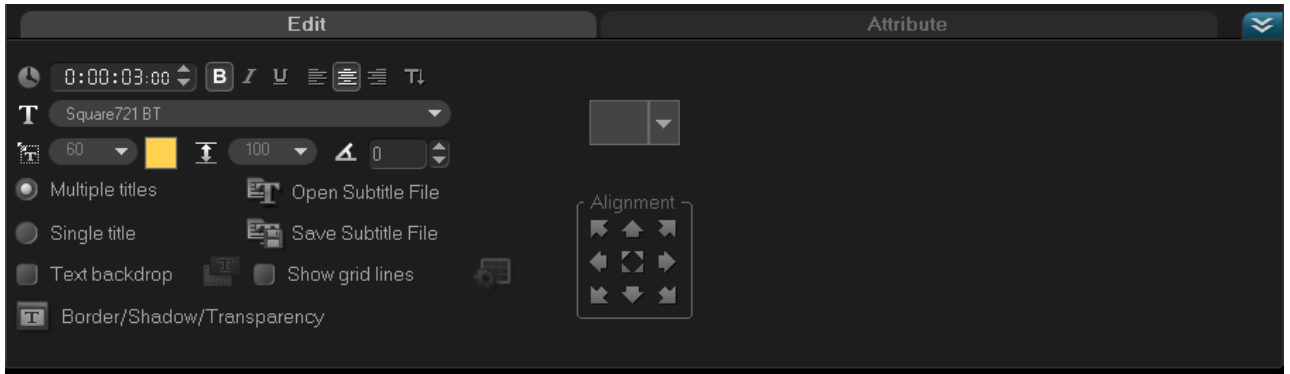 Edit Attribute
0:00:03:00 B I U T
T Square721 BT
T 60 100 0
Multiple titles Open Subtitle File
Single title Save Subtitle File
Alignment
Text backdrop Show grid lines
T Border/Shadow/Transparency